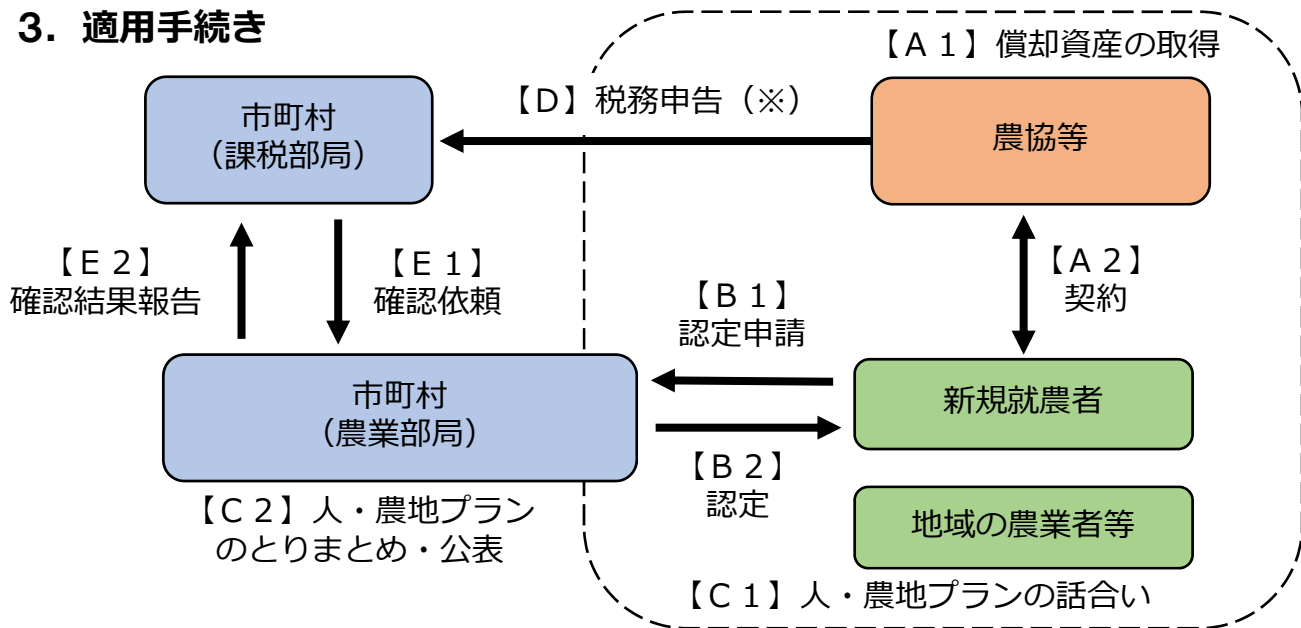 ３．適用手続き
【Ａ１】償却資産の取得
【Ｄ】税務申告（※）
市町村
（課税部局）
農協等
【Ｅ２】
確認結果報告
【Ｅ１】
確認依頼
【Ａ２】
契約
【Ｂ１】
認定申請
市町村
（農業部局）
新規就農者
【Ｂ２】
認定
【Ｃ２】人・農地プラン
のとりまとめ・公表
地域の農業者等
【Ｃ１】人・農地プランの話合い